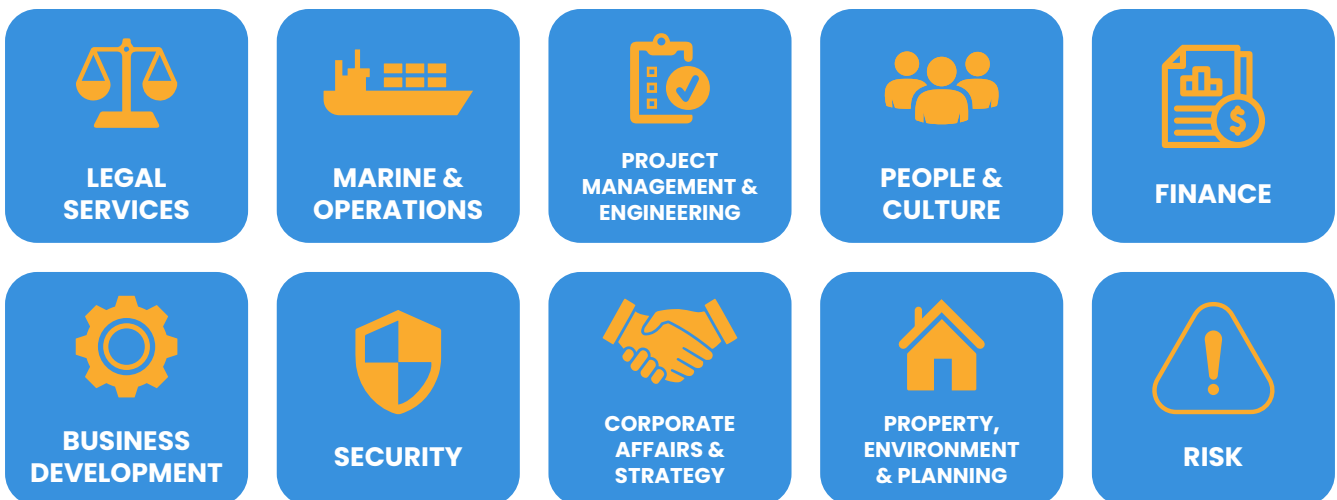 LEGAL
SERVICES
MARINE &
OPERATIONS
PROJECT
MANAGEMENT &
ENGINEERING
PEOPLE &
CULTURE
$
FINANCE
BUSINESS
DEVELOPMENT
SECURITY
CORPORATE
AFFAIRS &
STRATEGY
PROPERTY,
ENVIRONMENT
& PLANNING
!
RISK